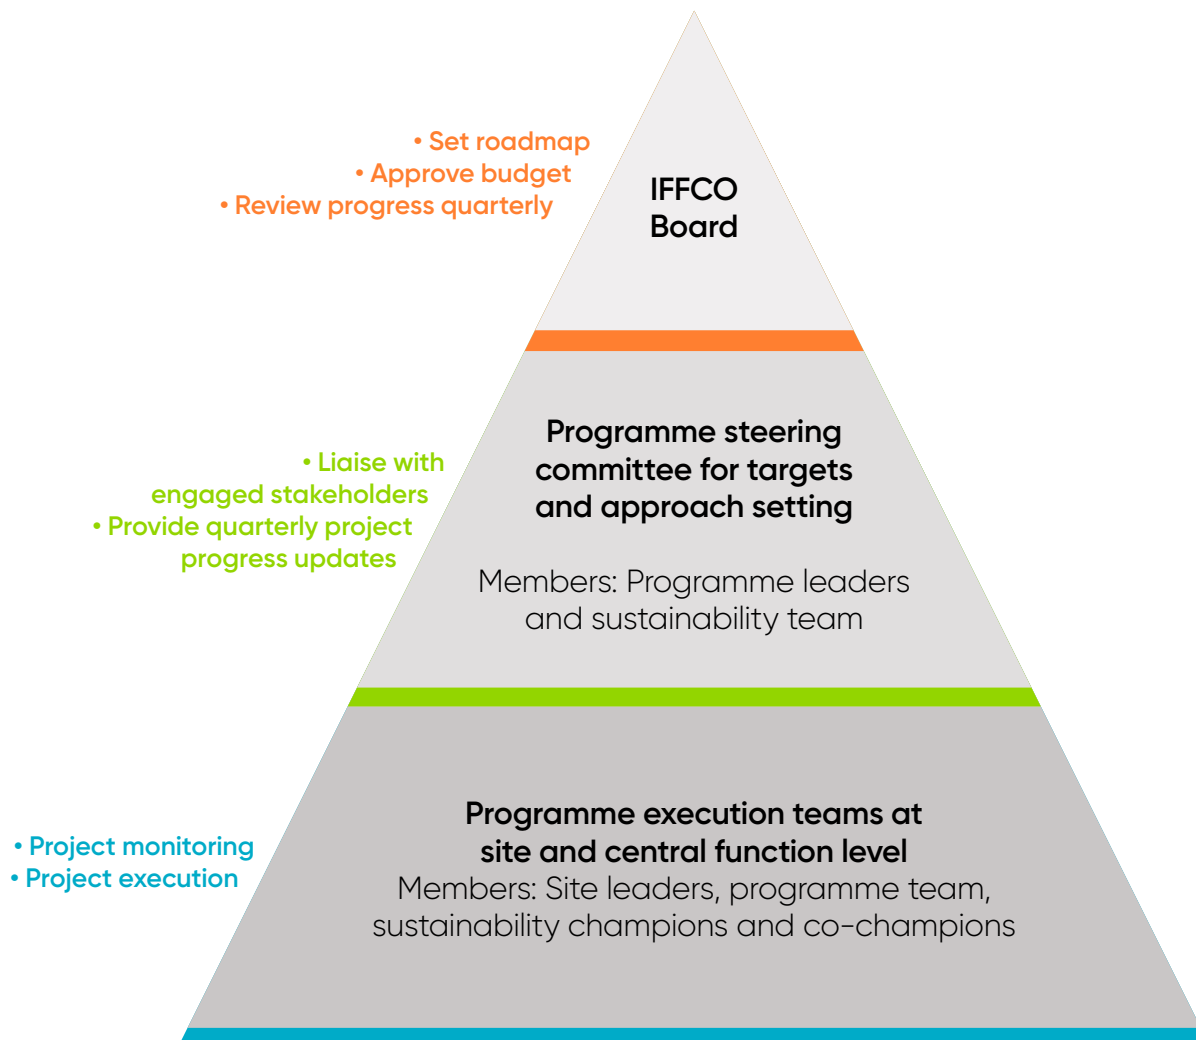 • Set roadmap
• Approve budget
• Review progress quarterly
IFFCO
Board
• Liaise with
engaged stakeholders
• Provide quarterly project
progress updates
Programme steering
committee for targets
and approach setting
Members: Programme leaders
and sustainability team
• Project monitoring
• Project execution
Programme execution teams at
site and central function level
Members: Site leaders, programme team,
sustainability champions and co-champions